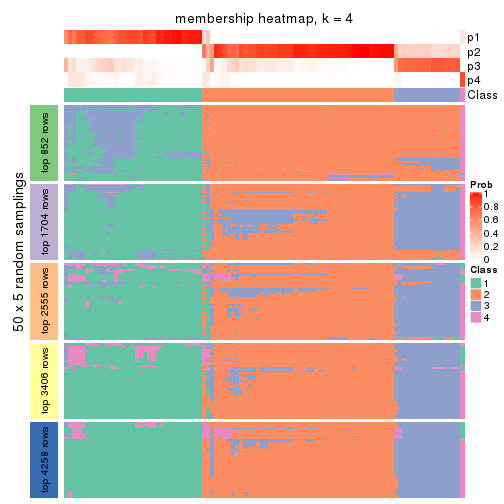 membership heatmap, k = 4
p1
p2
p3
p4
Class
50 x 5 random samplings
top 852 rows
top 1704 rows
top 2555 rows
top 3406 rows
top 4258 rows
Prob
1
0.8
0.6
0.4
0.2
0
Class
1
2
3
4